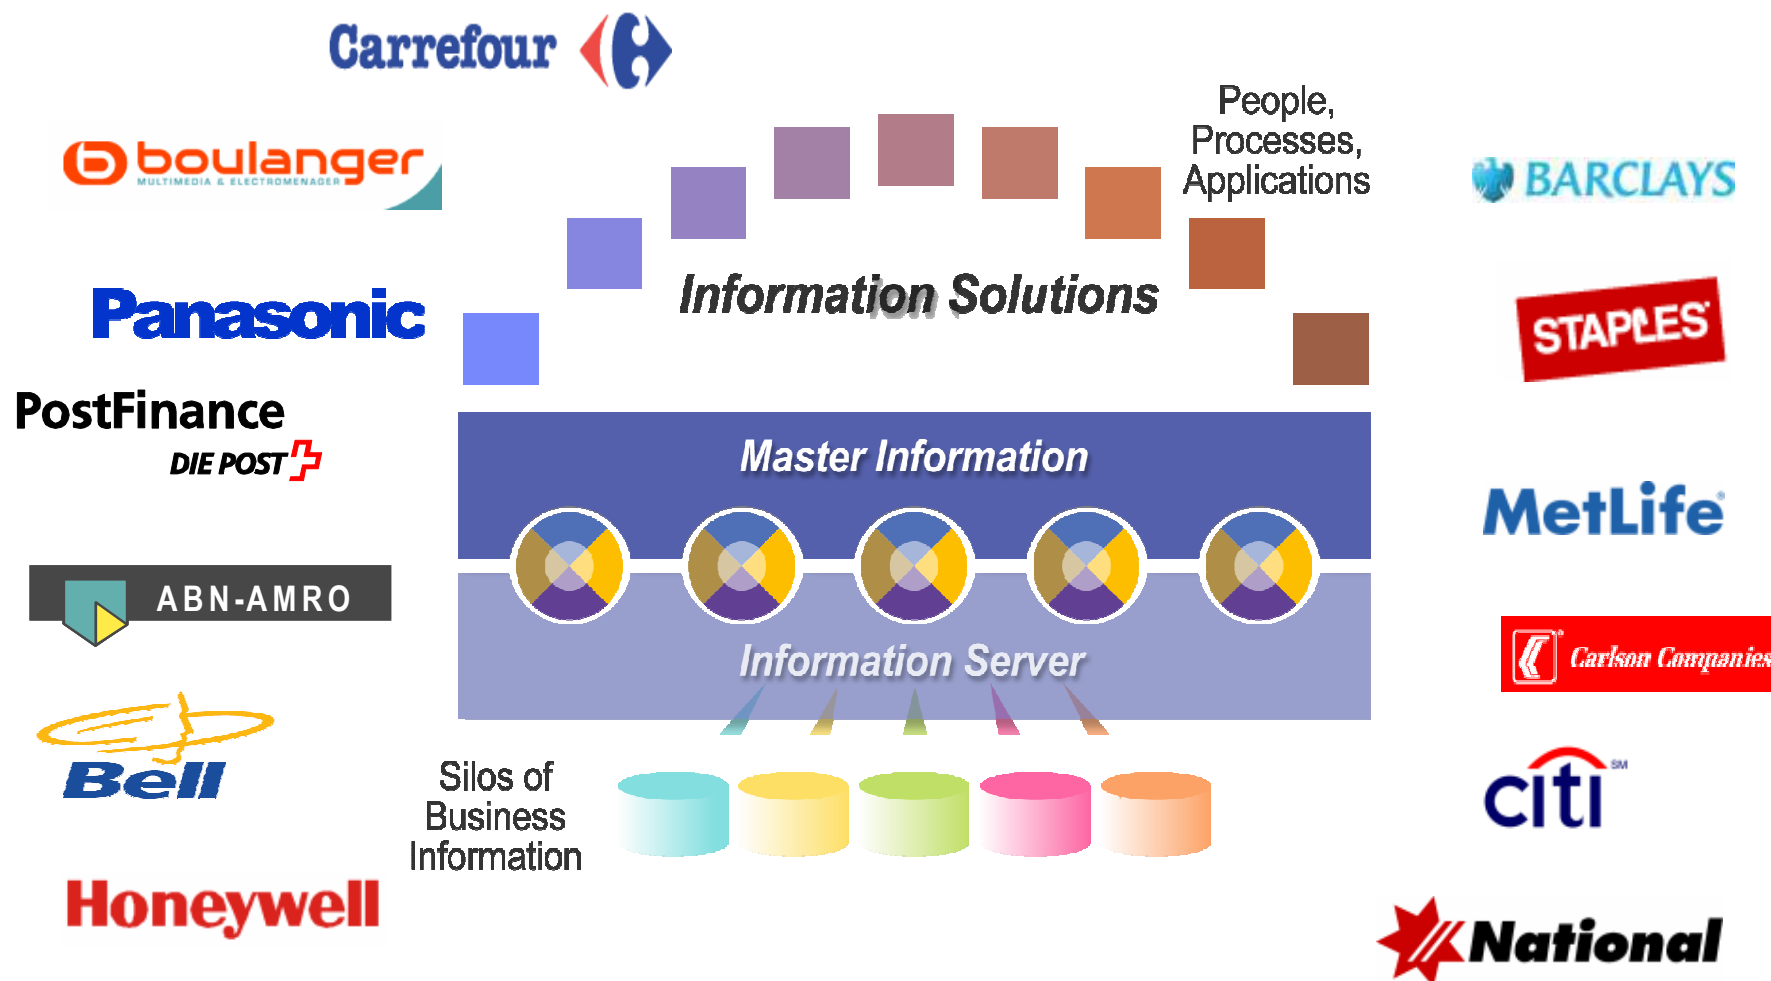 Carrefour
boulanger
MULTIMEDIA & ELECTROMENAGER
Panasonic
PostFinance
DIE POST
ABN-AMRO
Bell
Honeywell
People,
Processes,
Applications
Information Solutions
Master Information
Information Server
Silos of
Business
Information
BARCLAYS
STAPLES
MetLife®
Carlson Companies
citi SM
National